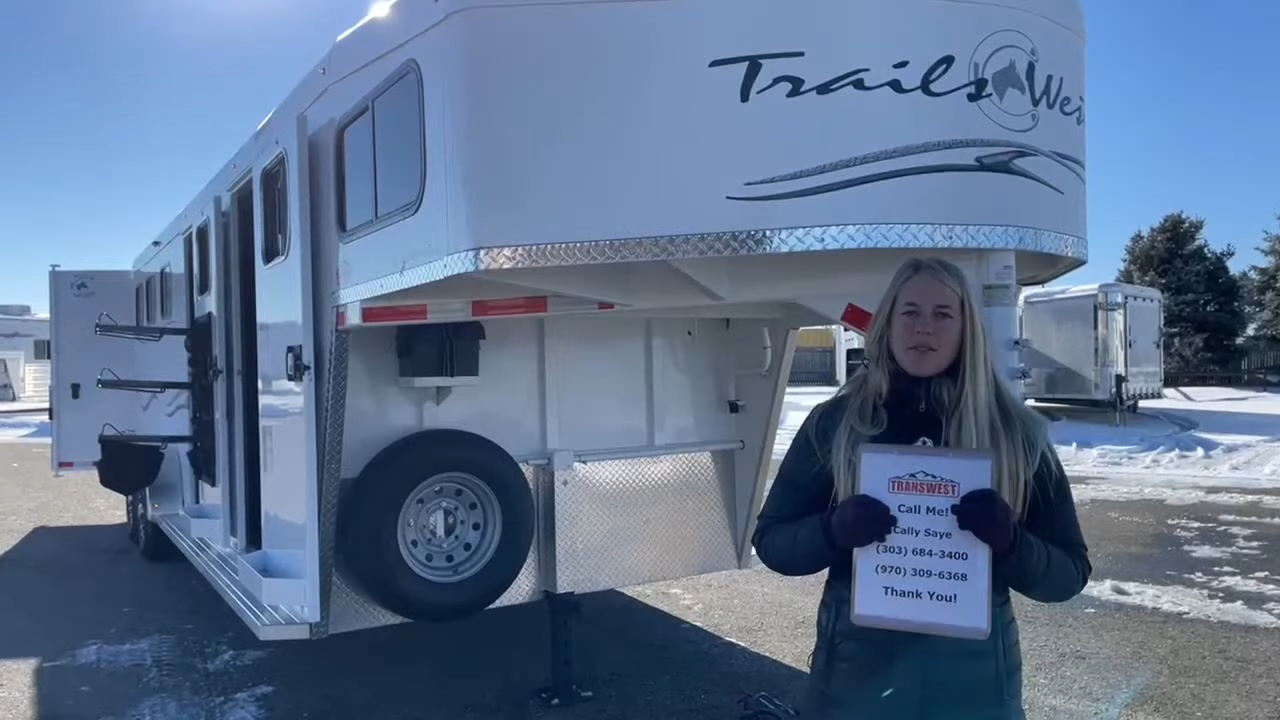 Trails West
TRANSWEST
Call Me!
Cally Saye
(303) 684-3400
(970) 309-6368
Thank You!